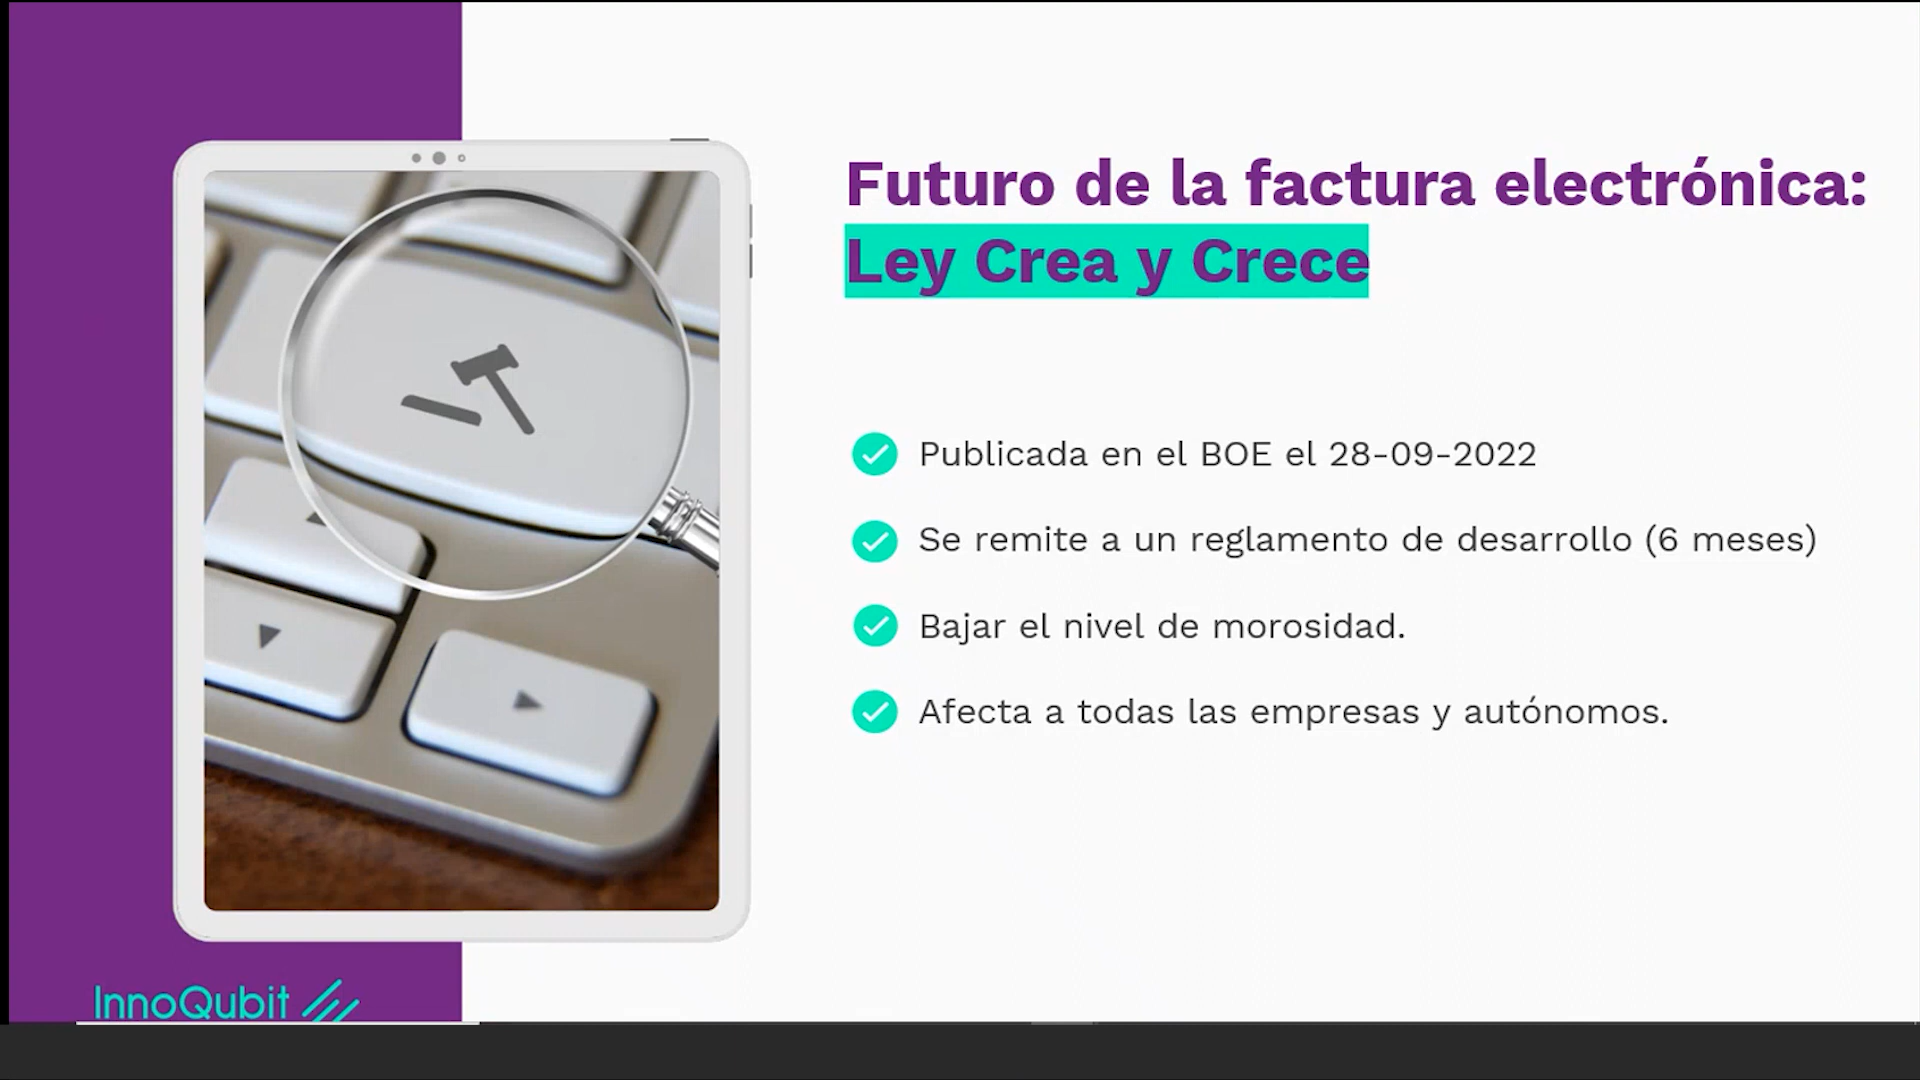 Futuro de la factura electrónica:
Ley Crea y Crece
Publicada en el BOE el 28-09-2022
Se remite a un reglamento de desarrollo (6 meses)
Bajar el nivel de morosidad.
Afecta a todas las empresas y autónomos.
InnoQubit